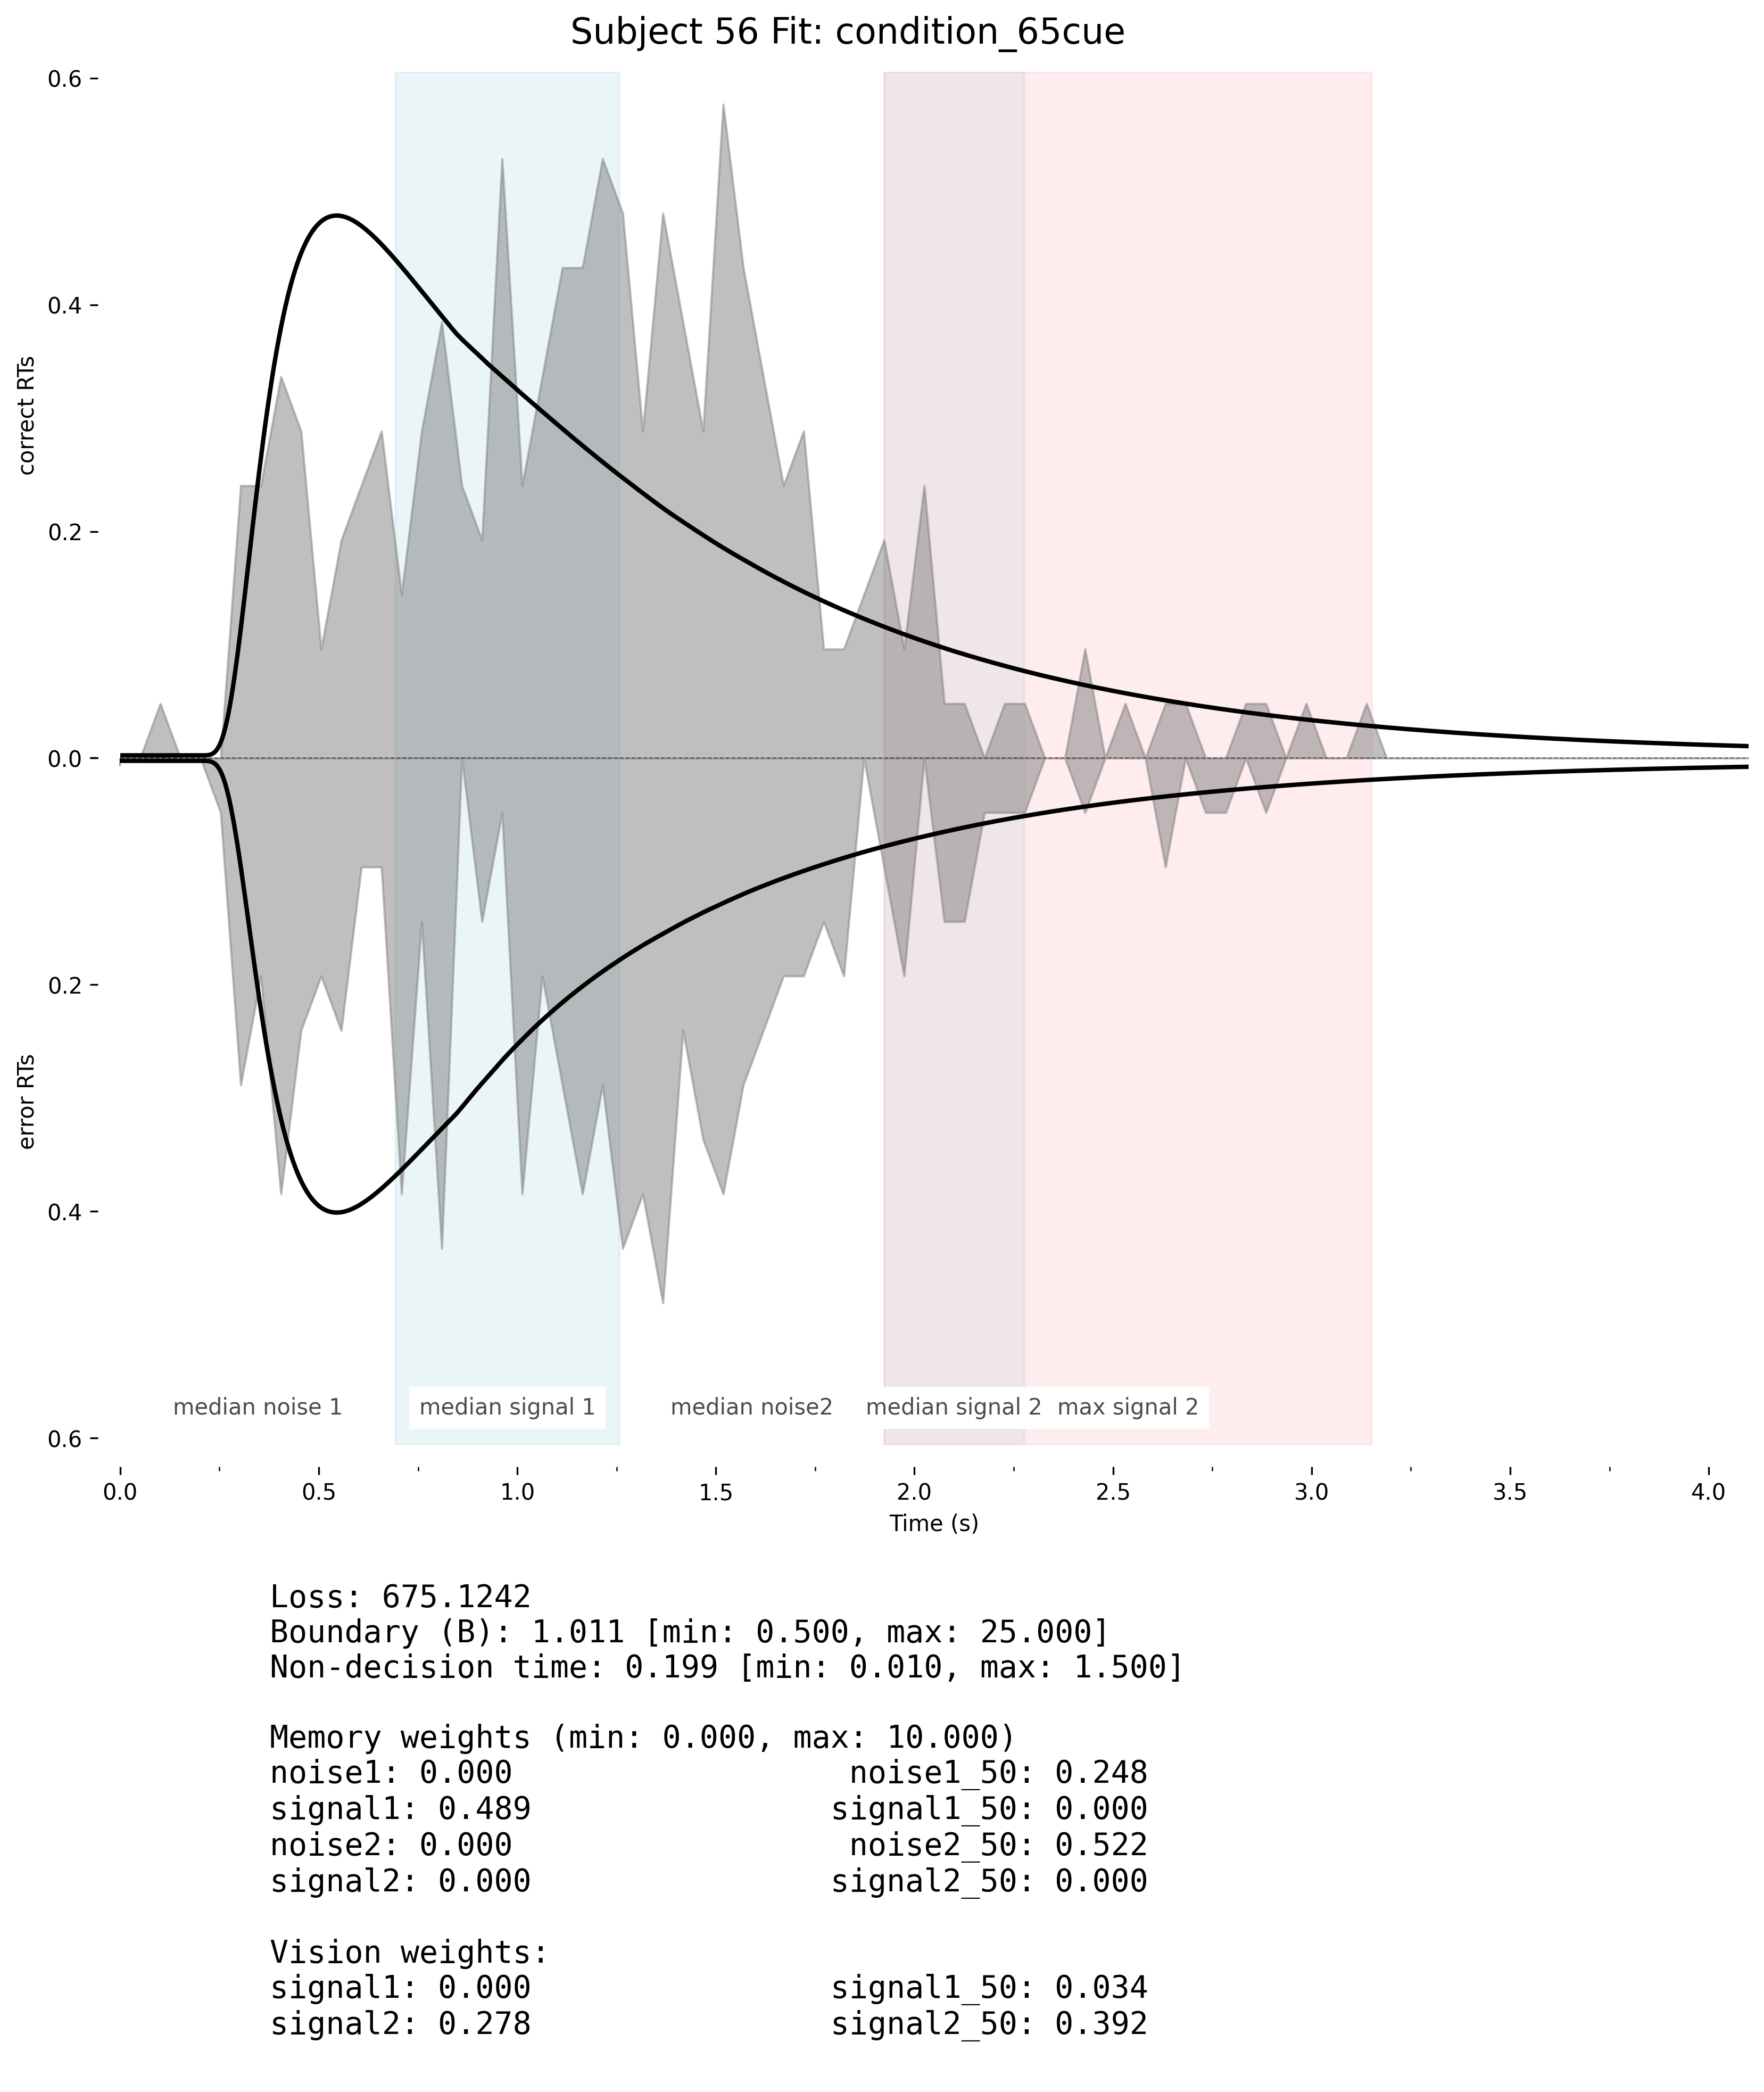 Subject 56 Fit: condition_65cue
0.6
0.4
0.2
0.0
0.2
0.4
0.6
correct RTs
error RTs
median noise 1
median signal 1
median noise2
median signal 2
max signal 2
0.0 0.5 1.0 1.5 2.0 2.5 3.0 3.5 4.0
Time (s)
Loss: 675.1242
Boundary (B): 1.011 [min: 0.500, max: 25.000]
Non-decision time: 0.199 [min: 0.010, max: 1.500]
Memory weights (min: 0.000, max: 10.000)
noise1: 0.000 noise1_50: 0.248
signal1: 0.489 signal1_50: 0.000
noise2: 0.000 noise2_50: 0.522
signal2: 0.000 signal2_50: 0.000
Vision weights:
signal1: 0.000 signal1_50: 0.034
signal2: 0.278 signal2_50: 0.392